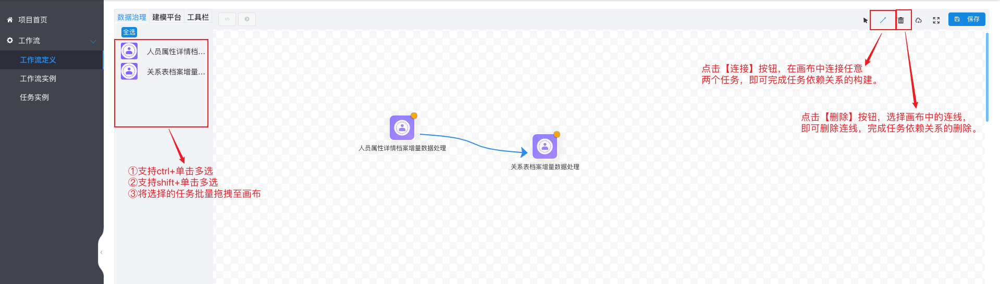 项目首页
工作流
工作流定义
工作流实例
任务实例
数据治理
建模平台
工具栏
保存
全选
人员属性详情档...
关系表档案增量...
①支持ctrl+单击多选
②支持shift+单击多选
③将选择的任务批量拖拽至画布
人员属性详情档案增量数据处理
关系表档案增量数据处理
点击【连接】按钮，在画布中连接任意
两个任务，即可完成任务依赖关系的构建。
点击【删除】按钮，选择画布中的连线，
即可删除连线，完成任务依赖关系的删除。